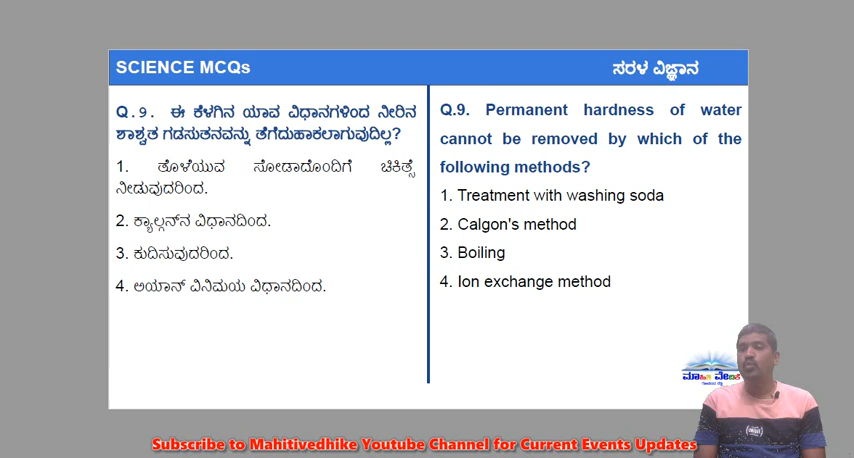 SCIENCE MCQs
ಸರಳ ವಿಜ್ಞಾನ
Q.9. ಈ ಕೆಳಗಿನ ಯಾವ ವಿಧಾನಗಳಿಂದ ನೀರಿನ
ಶಾಶ್ವತ ಗಡಸುತನವನ್ನು ತೆಗೆದುಹಾಕಲಾಗುವುದಿಲ್ಲ?
1. ತೊಳೆಯುವ ಸೋಡಾದೊಂದಿಗೆ ಚಿಕಿತ್ಸೆ
ನೀಡುವುದರಿಂದ.
2. ಕ್ಯಾಲ್ಗನ್‌ನ ವಿಧಾನದಿಂದ.
3. ಕುದಿಸುವುದರಿಂದ.
4. ಅಯಾನ್ ವಿನಿಮಯ ವಿಧಾನದಿಂದ.
Q.9. Permanent hardness of water
cannot be removed by which of the
following methods?
1. Treatment with washing soda
2. Calgon's method
3. Boiling
4. Ion exchange method
ಮಾಹಿತಿ ವೇದಿಕೆ
Subscribe to Mahitivedhike Youtube Channel for Current Events Updates